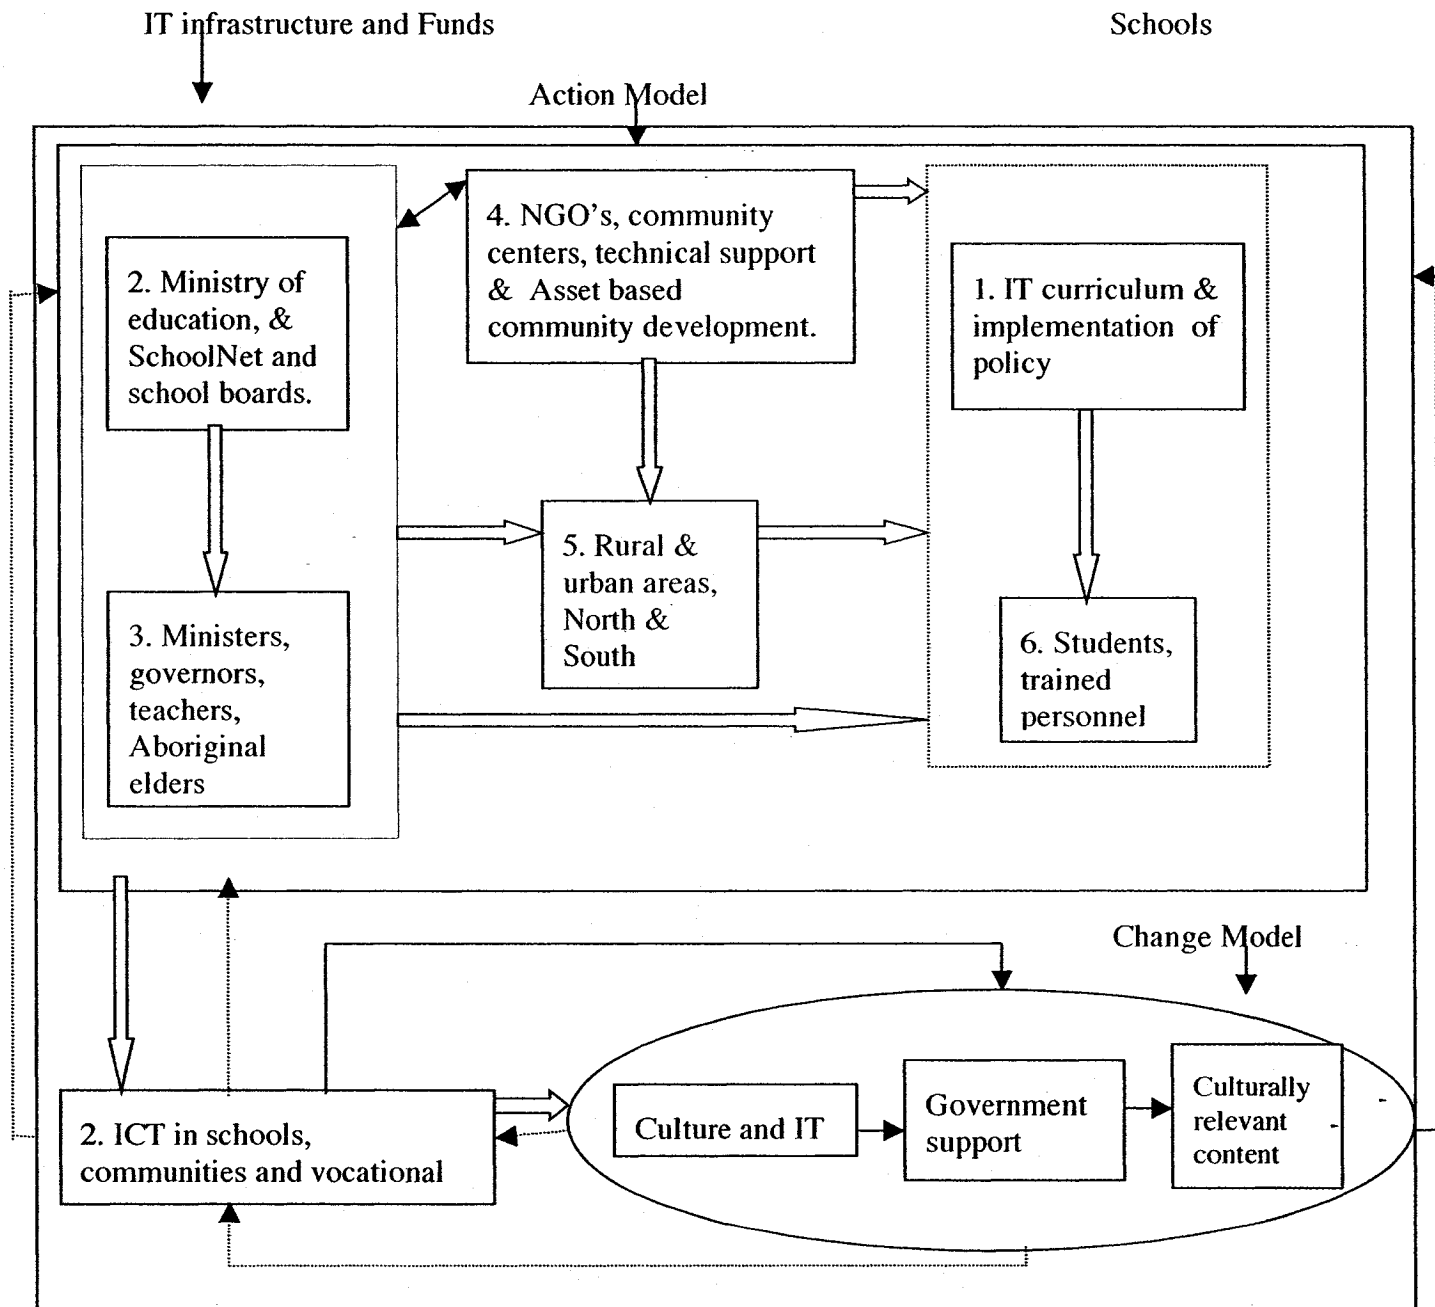 IT infrastructure and Funds
Schools
Action Model
2. Ministry of
education, &
SchoolNet and
school boards.
3. Ministers,
governors,
teachers,
Aboriginal
elders
4. NGO's, community
centers, technical support
& Asset based
community development.
5. Rural &
urban areas,
North &
South
1. IT curriculum &
implementation of
policy
6. Students,
trained
personnel
Change Model
2. ICT in schools,
communities and vocational
Culture and IT
Government
support
Culturally
relevant
content